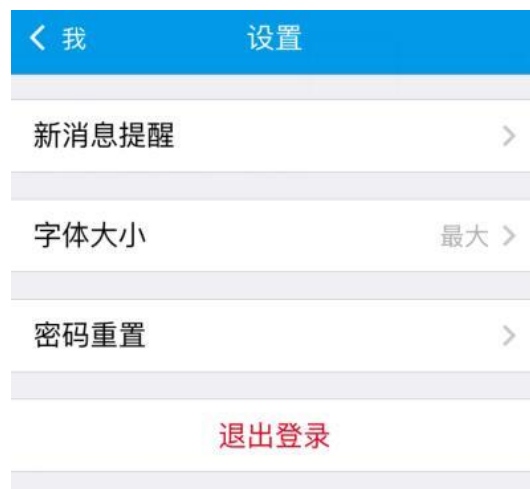 我 设置
新消息提醒
字体大小 最大
密码重置
退出登录